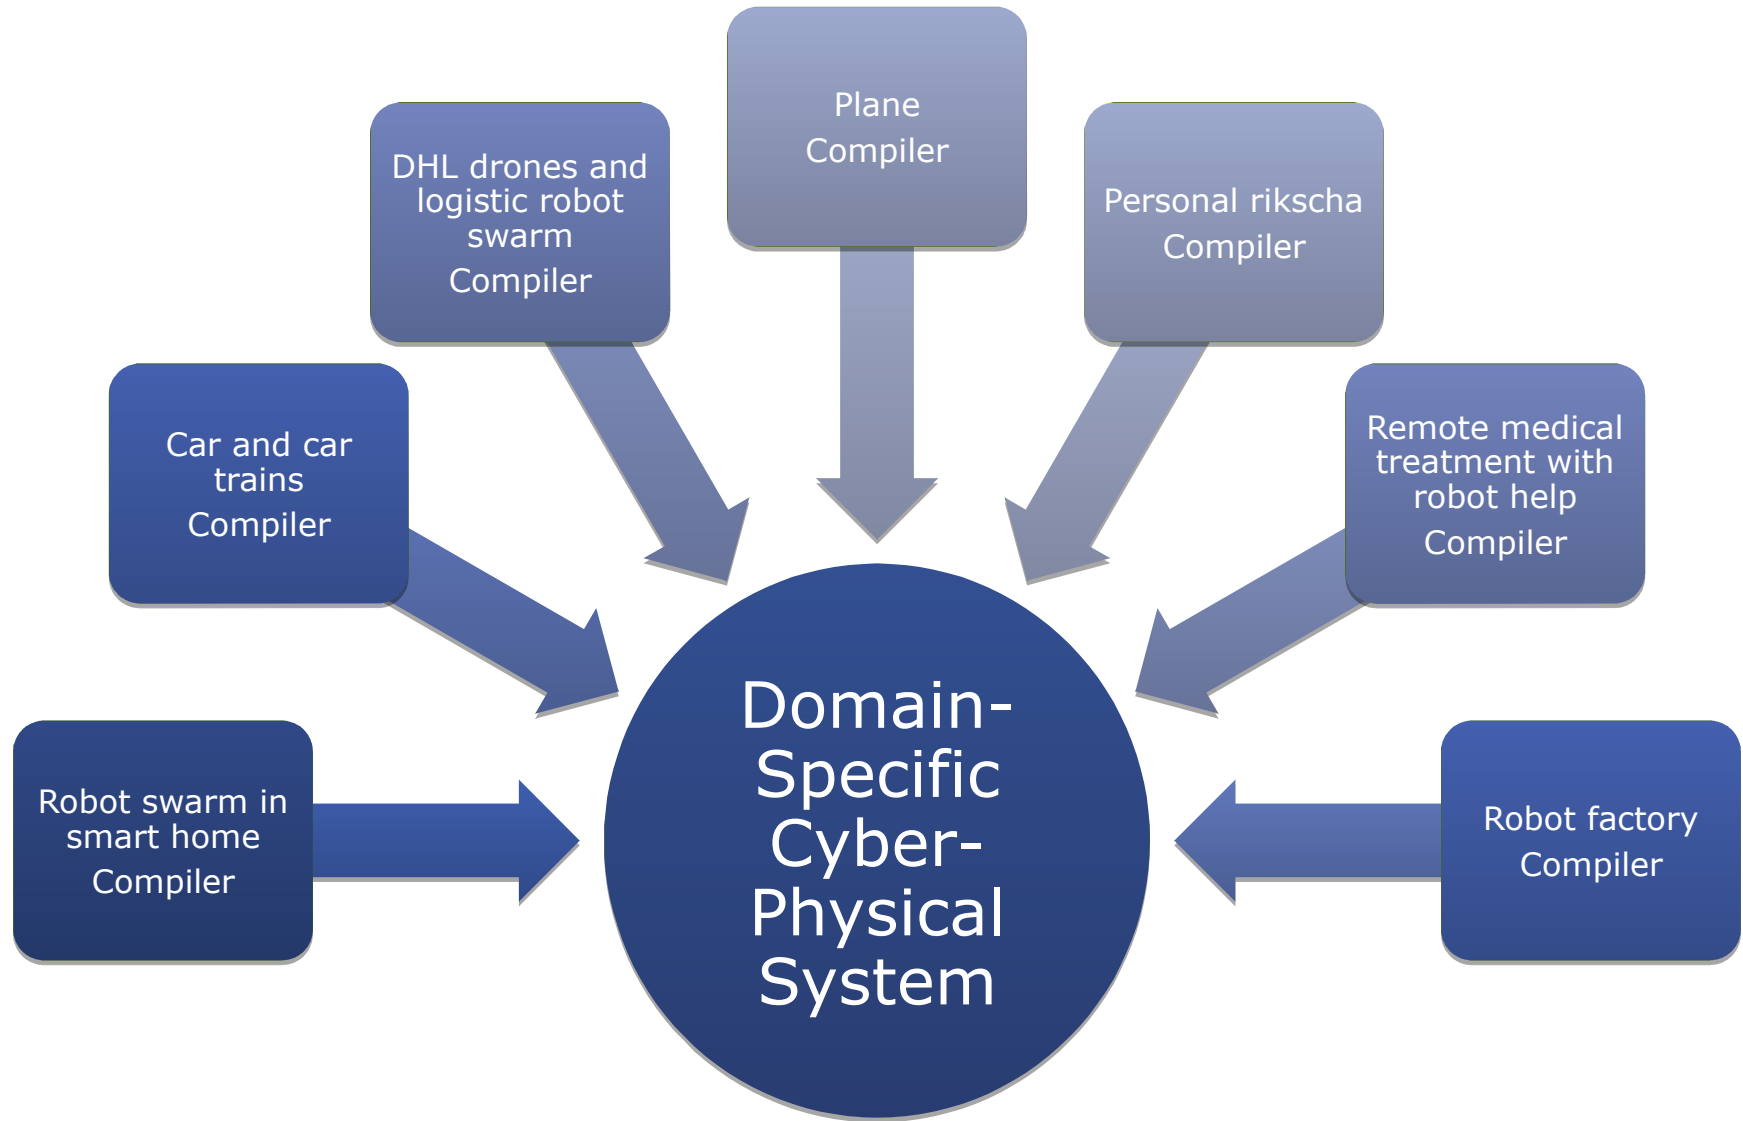 Plane
Compiler
DHL drones and
logistic robot
swarm
Compiler
Personal rikscha
Compiler
Car and car
trains
Compiler
Remote medical
treatment with
robot help
Compiler
Robot swarm in
smart home
Compiler
Domain-
Specific
Cyber-
Physical
System
Robot factory
Compiler